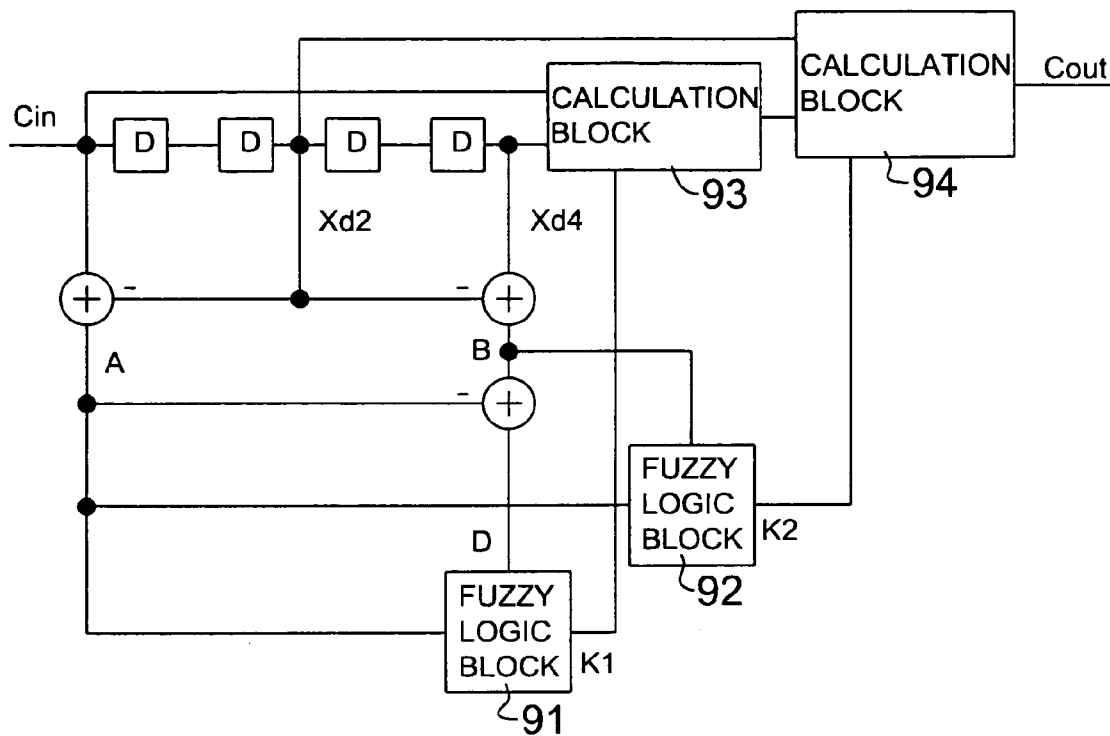 CALCULATION
BLOCK
Cout
94
CALCULATION
BLOCK
93
Cin
D
D
D
D
Xd2
Xd4
-
-
+
+
A
B
-
+
FUZZY
LOGIC
BLOCK
K2
92
D
FUZZY
LOGIC
BLOCK
K1
91